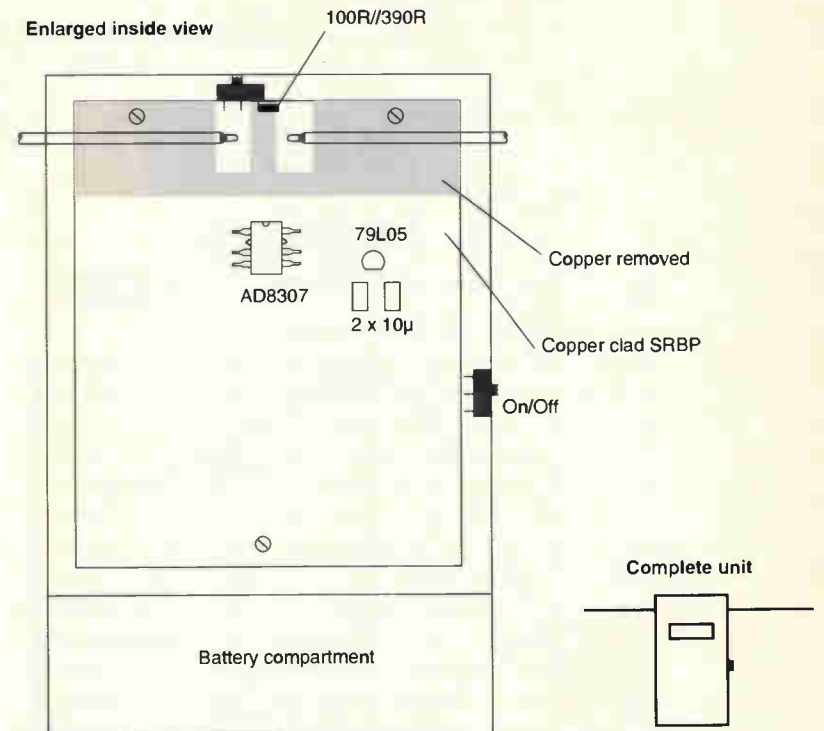 Enlarged inside view
100R//390R
79L05
AD8307
2 x 10µ
Copper removed
Copper clad SRBP
On/Off
Complete unit
Battery compartment